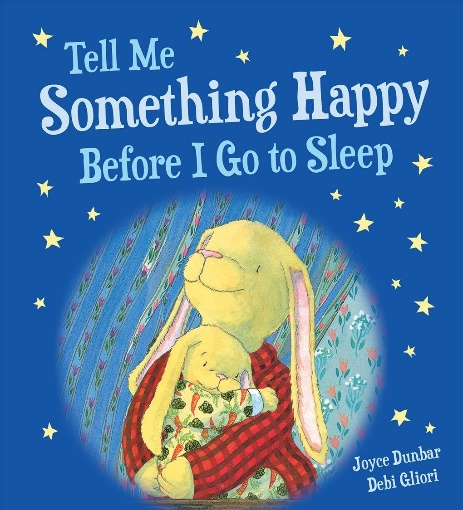 Tell Me
Something Happy
Before I Go to Sleep
Joyce Dunbar
Debi Gliori